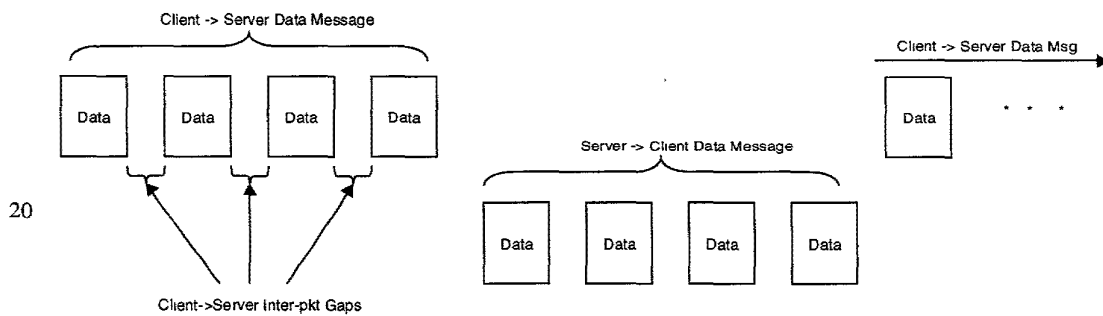 Client -> Server Data Message
Client -> Server Data Msg
Data Data Data Data
Data . . .
Server -> Client Data Message
20
Data Data Data Data
Client->Server Inter-pkt Gaps